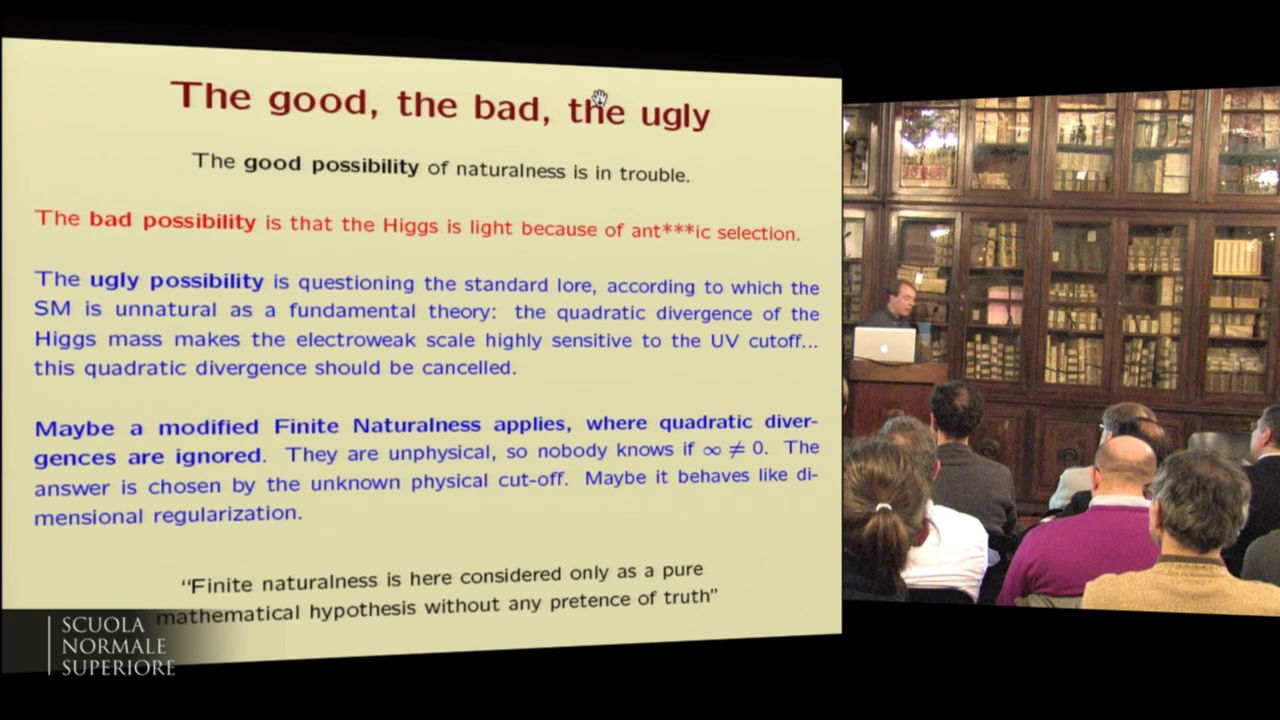 The good, the bad, the ugly
The good possibility of naturalness is in trouble.
The bad possibility is that the Higgs is light because of ant***ic selection.
The ugly possibility is questioning the standard lore, according to which the
SM is unnatural as a fundamental theory: the quadratic divergence of the
Higgs mass makes the electroweak scale highly sensitive to the UV cutoff...
this quadratic divergence should be cancelled.
Maybe a modified Finite Naturalness applies, where quadratic diver-
gences are ignored. They are unphysical, so nobody knows if ∞ ≠ 0. The
answer is chosen by the unknown physical cut-off. Maybe it behaves like di-
mensional regularization.
“Finite naturalness is here considered only as a pure
mathematical hypothesis without any pretence of truth”
SCUOLA
NORMALE
SUPERIORE